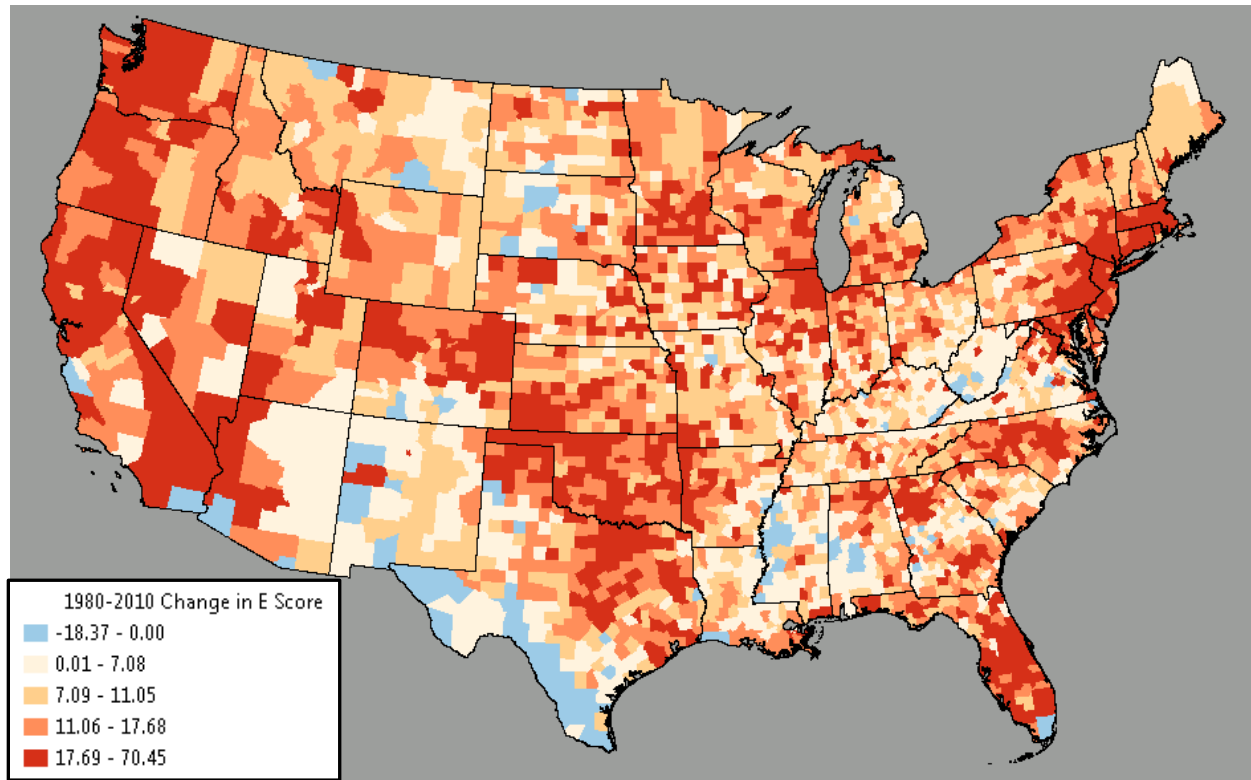 1980-2010 Change in E Score
-18.37 - 0.00
0.01 - 7.08
7.09 - 11.05
11.06 - 17.68
17.69 - 70.45